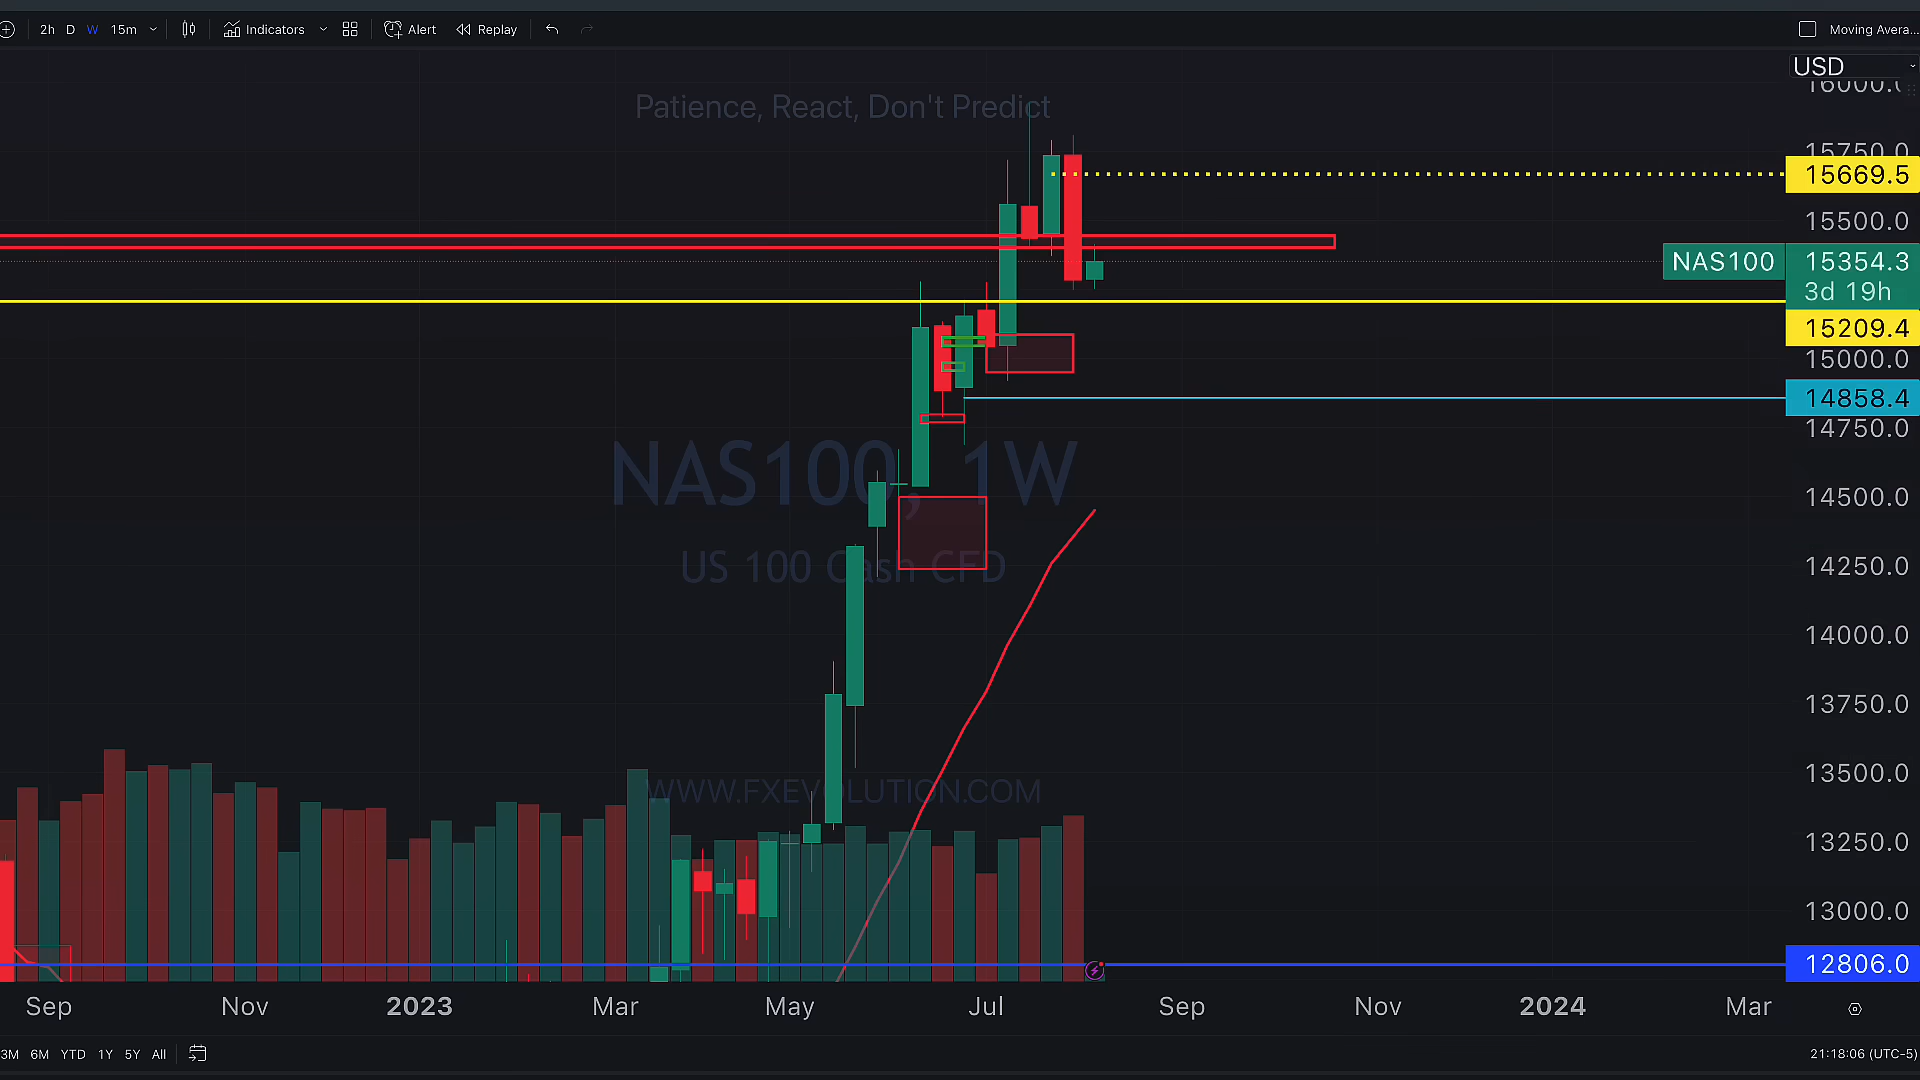 2h D W 15m Indicators Alert Replay Moving Avera...
USD
16000.0
Patience, React, Don't Predict
15750.0
15669.5
15500.0
NAS100 15354.3
3d 19h
15209.4
15000.0
14858.4
14750.0
NAS100, 1W
14500.0
US 100 Cash CFD
14250.0
14000.0
13750.0
13500.0
WWW.FXEVOLUTION.COM
13250.0
13000.0
12806.0
Sep Nov 2023 Mar May Jul Sep Nov 2024 Mar
3M 6M YTD 1Y 5Y All 21:18:06 (UTC-5)